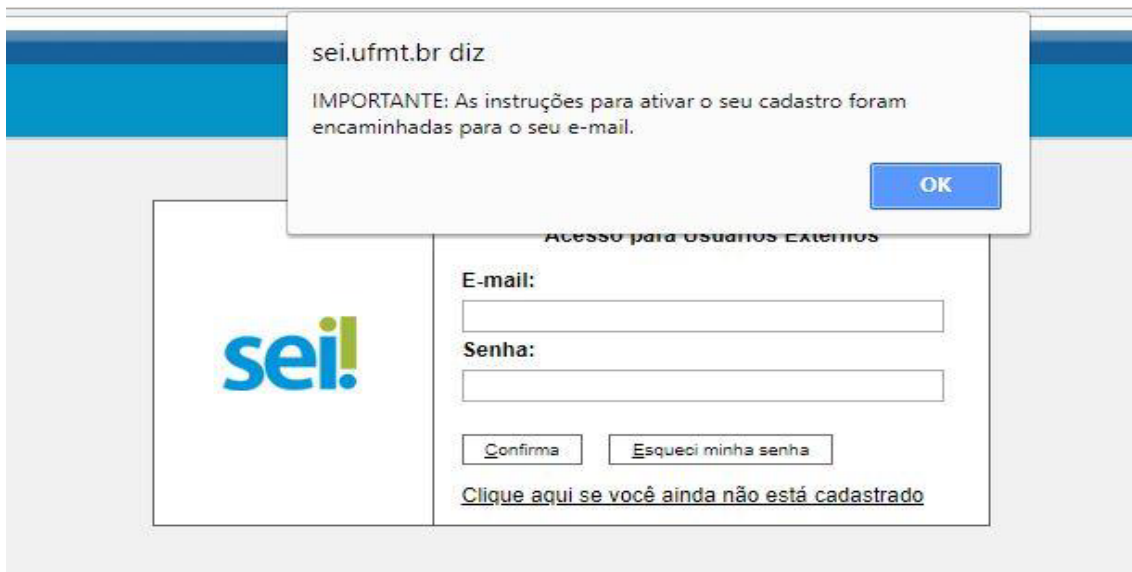 sei.ufmt.br diz
IMPORTANTE: As instruções para ativar o seu cadastro foram
encaminhadas para o seu e-mail.
OK
Acesso para Usuários Externos
E-mail:
sei!
Senha:
Confirma
Esqueci minha senha
Clique aqui se você ainda não está cadastrado